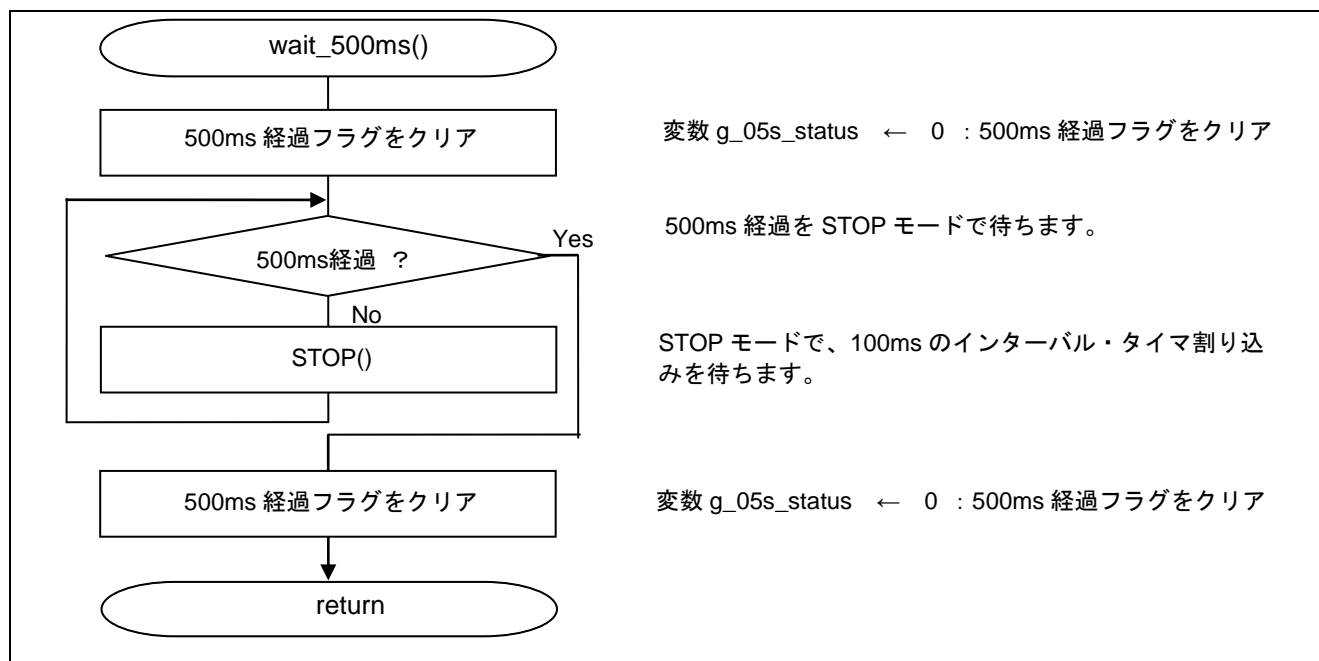 wait_500ms()
500ms 経過フラグをクリア
変数 g_05s_status ← 0 : 500ms 経過フラグをクリア
500ms経過 ?
Yes
500ms 経過を STOP モードで待ちます。
No
STOP()
STOP モードで、100ms のインターバル・タイマ割り込
みを待ちます。
500ms 経過フラグをクリア
変数 g_05s_status ← 0 : 500ms 経過フラグをクリア
return